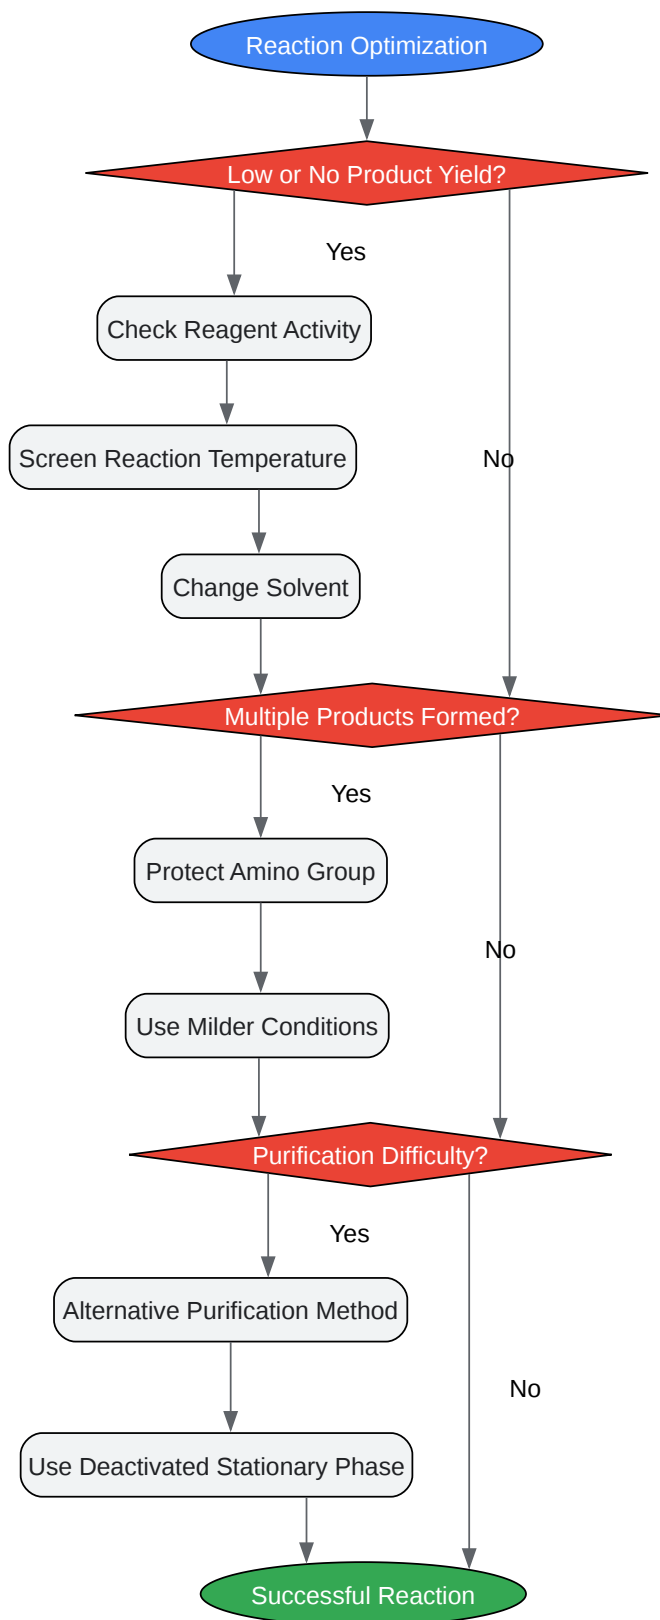 Reaction Optimization
Low or No Product Yield?
Yes
Check Reagent Activity
Screen Reaction Temperature
No
Change Solvent
Multiple Products Formed?
Yes
Protect Amino Group
No
Use Milder Conditions
Purification Difficulty?
Yes
Alternative Purification Method
No
Use Deactivated Stationary Phase
Successful Reaction